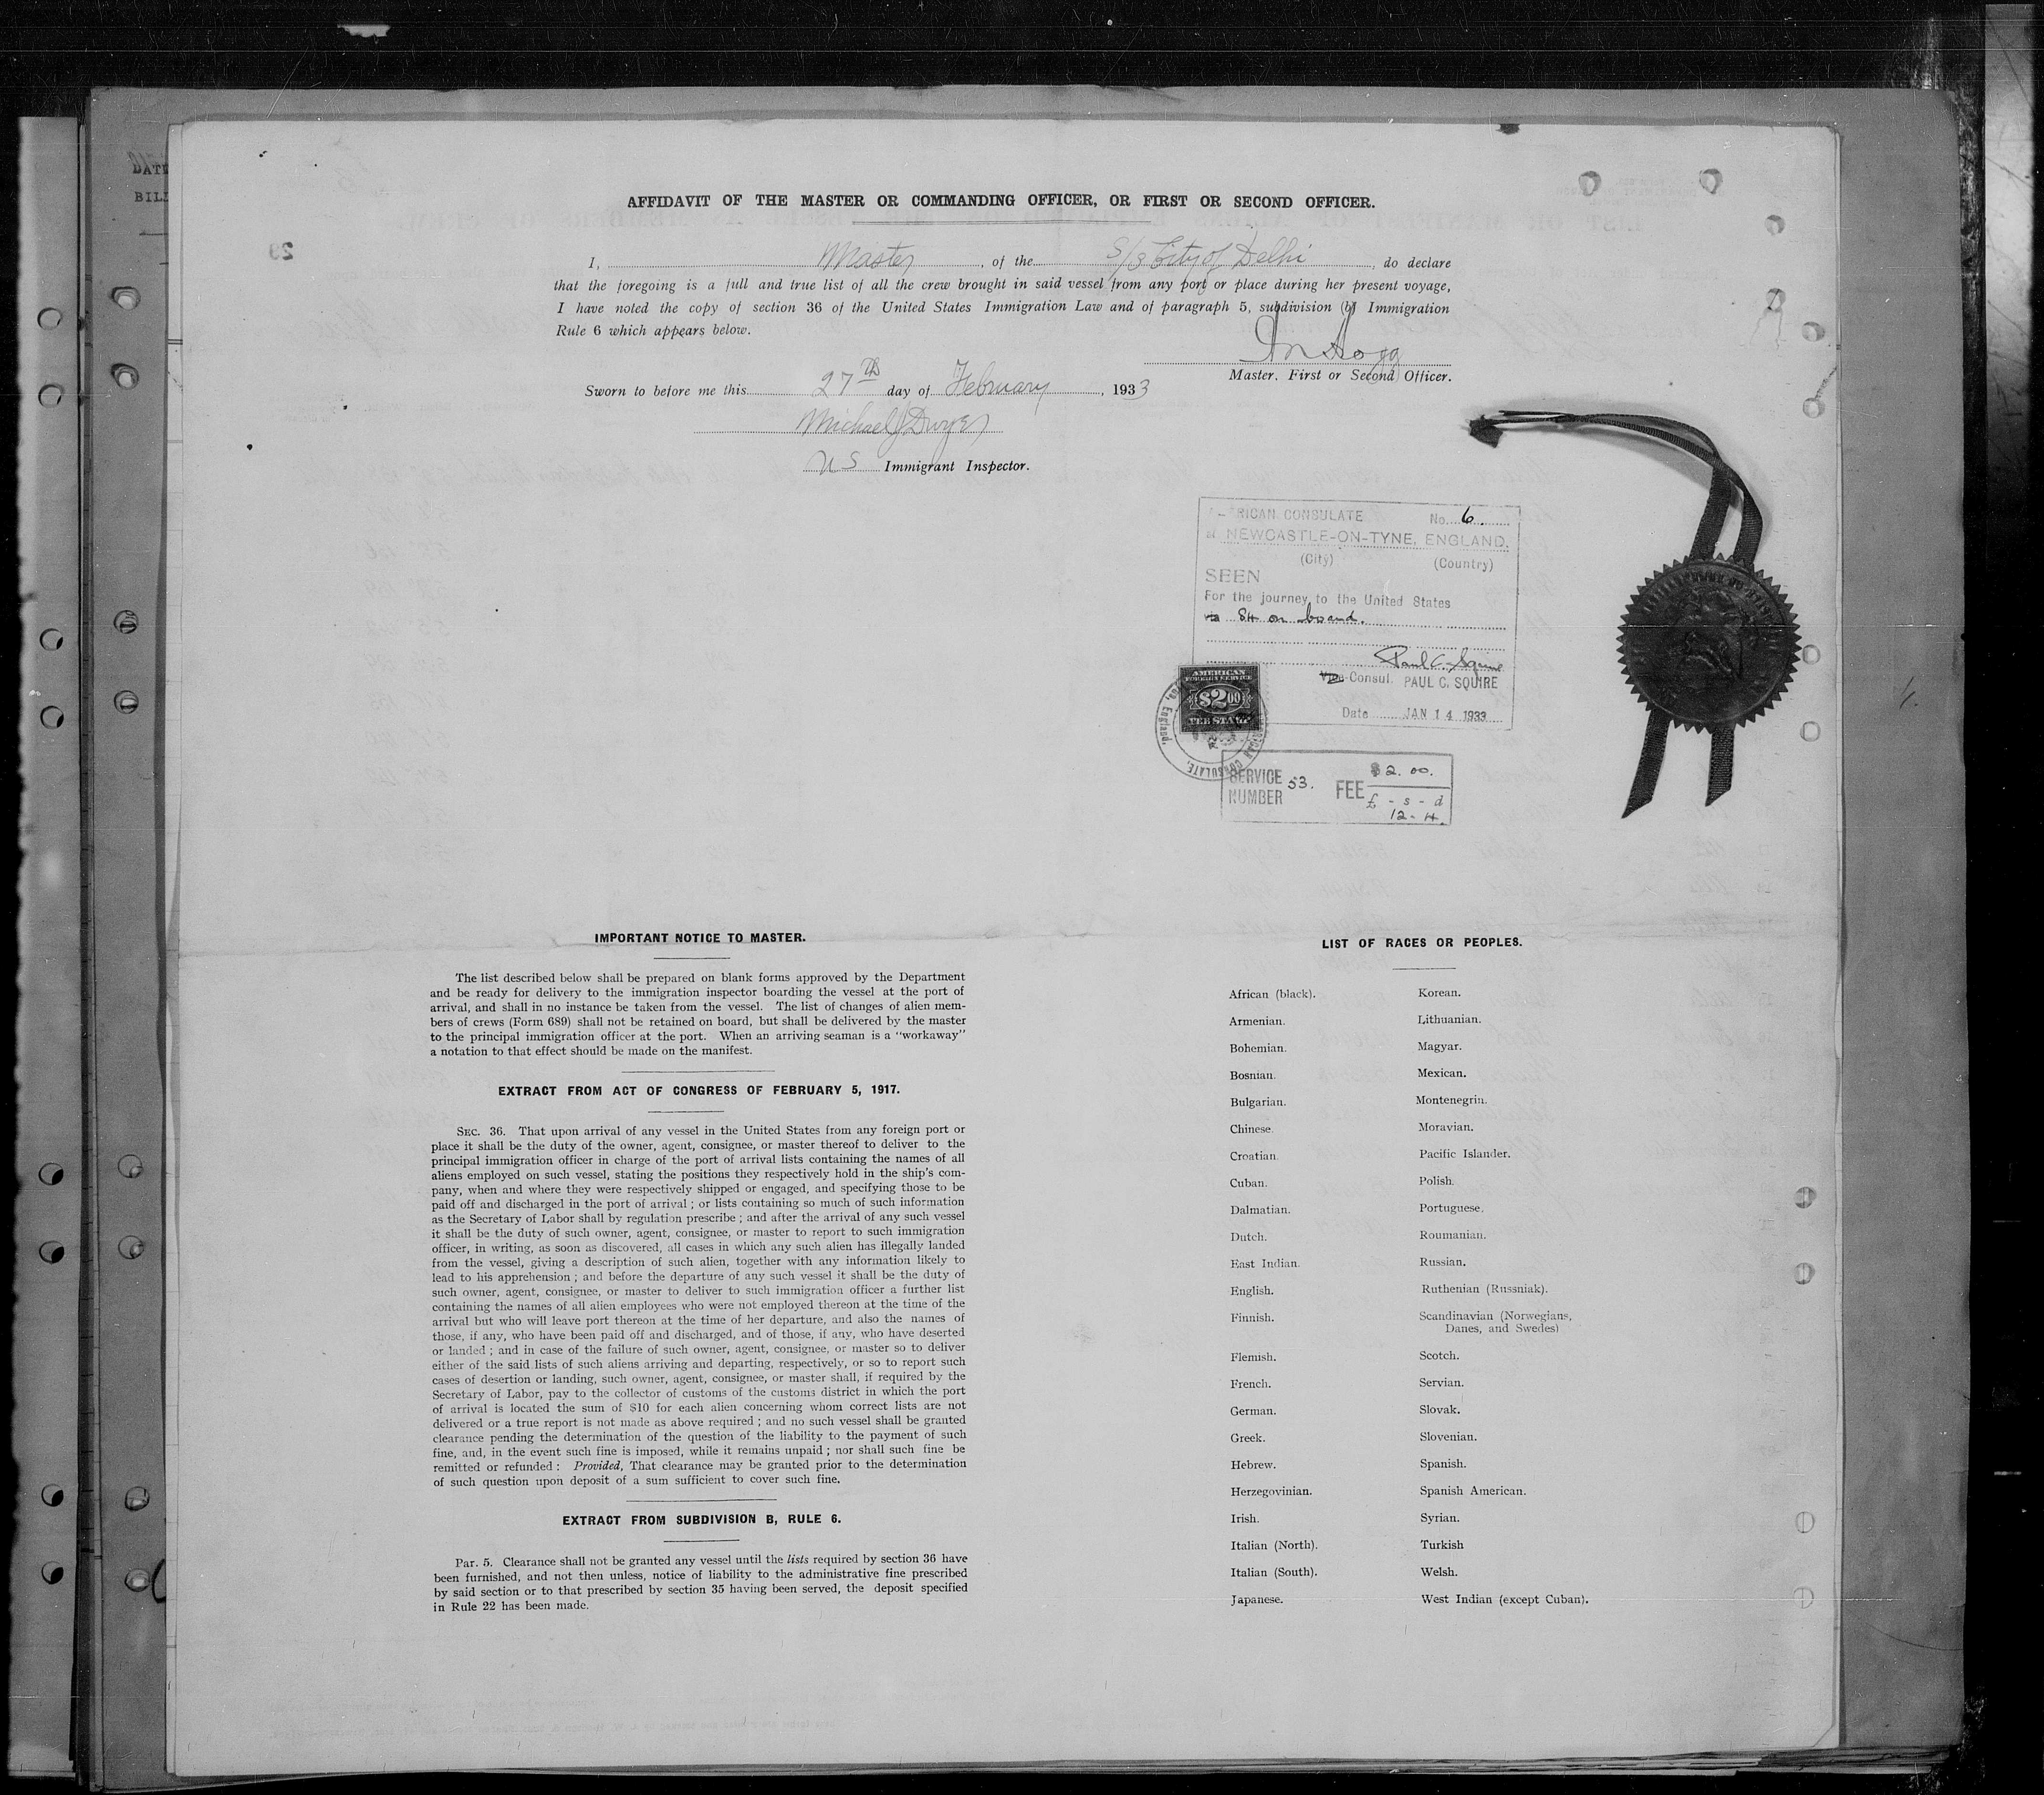 DATE
BILL
AFFIDAVIT OF THE MASTER OR COMMANDING OFFICER, OR FIRST OR SECOND OFFICER.
29
I, Master, of the S/S City of Delhi, do declare
that the foregoing is a full and true list of all the crew brought in said vessel from any port or place during her present voyage,
I have noted the copy of section 36 of the United States Immigration Law and of paragraph 5, subdivision (b) Immigration
Rule 6 which appears below.
Hogg
Master, First or Second Officer.
Sworn to before me this 27th day of February, 1933
Michael J Dwyer
US Immigrant Inspector.
AMERICAN CONSULATE No. 6.
at NEWCASTLE-ON-TYNE, ENGLAND.
(City) (Country)
SEEN
For the journey to the United States
via 84 on board.
Paul C. Squire
Vice-Consul. PAUL C. SQUIRE
Date JAN 14 1933
AMERICAN
FOREIGN SERVICE
$2.00
FEE STAMP
CONSULATE, England.
SERVICE NUMBER 53. FEE $2.00.
£ - s - d
12 - 4.
IMPORTANT NOTICE TO MASTER.
The list described below shall be prepared on blank forms approved by the Department
and be ready for delivery to the immigration inspector boarding the vessel at the port of
arrival, and shall in no instance be taken from the vessel. The list of changes of alien mem-
bers of crews (Form 689) shall not be retained on board, but shall be delivered by the master
to the principal immigration officer at the port. When an arriving seaman is a "workaway"
a notation to that effect should be made on the manifest.
EXTRACT FROM ACT OF CONGRESS OF FEBRUARY 5, 1917.
SEC. 36. That upon arrival of any vessel in the United States from any foreign port or
place it shall be the duty of the owner, agent, consignee, or master thereof to deliver to the
principal immigration officer in charge of the port of arrival lists containing the names of all
aliens employed on such vessel, stating the positions they respectively hold in the ship's com-
pany, when and where they were respectively shipped or engaged, and specifying those to be
paid off and discharged in the port of arrival; or lists containing so much of such information
as the Secretary of Labor shall by regulation prescribe; and after the arrival of any such vessel
it shall be the duty of such owner, agent, consignee, or master to report to such immigration
officer, in writing, as soon as discovered, all cases in which any such alien has illegally landed
from the vessel, giving a description of such alien, together with any information likely to
lead to his apprehension; and before the departure of any such vessel it shall be the duty of
such owner, agent, consignee, or master to deliver to such immigration officer a further list
containing the names of all alien employees who were not employed thereon at the time of the
arrival but who will leave port thereon at the time of her departure, and also the names of
those, if any, who have been paid off and discharged, and of those, if any, who have deserted
or landed; and in case of the failure of such owner, agent, consignee, or master so to deliver
either of the said lists of such aliens arriving and departing, respectively, or so to report such
cases of desertion or landing, such owner, agent, consignee, or master shall, if required by the
Secretary of Labor, pay to the collector of customs of the customs district in which the port
of arrival is located the sum of $10 for each alien concerning whom correct lists are not
delivered or a true report is not made as above required; and no such vessel shall be granted
clearance pending the determination of the question of the liability to the payment of such
fine, and, in the event such fine is imposed, while it remains unpaid; nor shall such fine be
remitted or refunded: Provided, That clearance may be granted prior to the determination
of such question upon deposit of a sum sufficient to cover such fine.
EXTRACT FROM SUBDIVISION B, RULE 6.
Par. 5. Clearance shall not be granted any vessel until the lists required by section 36 have
been furnished, and not then unless, notice of liability to the administrative fine prescribed
by said section or to that prescribed by section 35 having been served, the deposit specified
in Rule 22 has been made.
LIST OF RACES OR PEOPLES.
African (black). Korean.
Armenian. Lithuanian.
Bohemian. Magyar.
Bosnian. Mexican.
Bulgarian. Montenegrin.
Chinese. Moravian.
Croatian. Pacific Islander.
Cuban. Polish.
Dalmatian. Portuguese.
Dutch. Roumanian.
East Indian. Russian.
English. Ruthenian (Russniak).
Finnish. Scandinavian (Norwegians,
Danes, and Swedes)
Flemish. Scotch.
French. Servian.
German. Slovak.
Greek. Slovenian.
Hebrew. Spanish.
Herzegovinian. Spanish American.
Irish. Syrian.
Italian (North). Turkish
Italian (South). Welsh.
Japanese. West Indian (except Cuban).